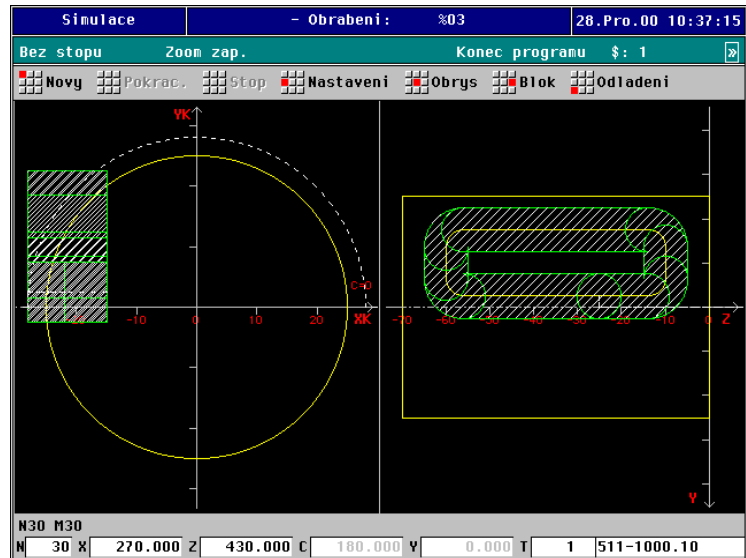 Simulace - Obrabeni: %03 28.Pro.00 10:37:15
Bez stopu Zoom zap. Konec programu $: 1 »
Novy Pokrac. Stop Nastaveni Obrys Blok Odladeni
YK
C=0
-20 -10 0 10 20 XK
-70 -60 -50 -40 -30 -20 -10 0 Z
Y
N30 M30
N 30 X 270.000 Z 430.000 C 180.000 Y 0.000 T 1 511-1000.10